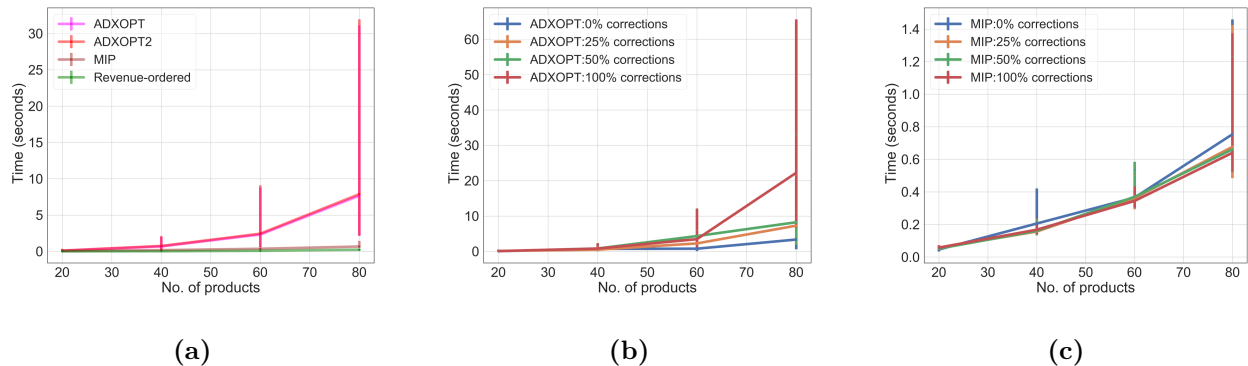 ADXOPT
ADXOPT2
MIP
Revenue-ordered
30
25
20
15
10
5
0
Time (seconds)
20 30 40 50 60 70 80
No. of products
(a)
ADXOPT:0% corrections
ADXOPT:25% corrections
ADXOPT:50% corrections
ADXOPT:100% corrections
60
50
40
30
20
10
0
Time (seconds)
20 30 40 50 60 70 80
No. of products
(b)
MIP:0% corrections
MIP:25% corrections
MIP:50% corrections
MIP:100% corrections
1.4
1.2
1.0
0.8
0.6
0.4
0.2
0.0
Time (seconds)
20 30 40 50 60 70 80
No. of products
(c)